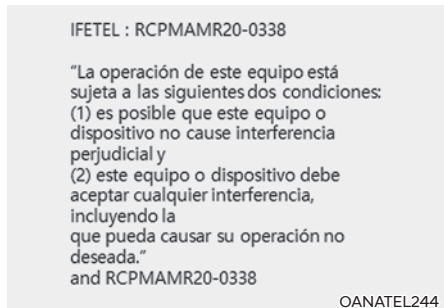 IFETEL : RCPMAMR20-0338
“La operación de este equipo está
sujeta a las siguientes dos condiciones:
(1) es posible que este equipo o
dispositivo no cause interferencia
perjudicial y
(2) este equipo o dispositivo debe
aceptar cualquier interferencia,
incluyendo la
que pueda causar su operación no
deseada.”
and RCPMAMR20-0338
OANATEL244